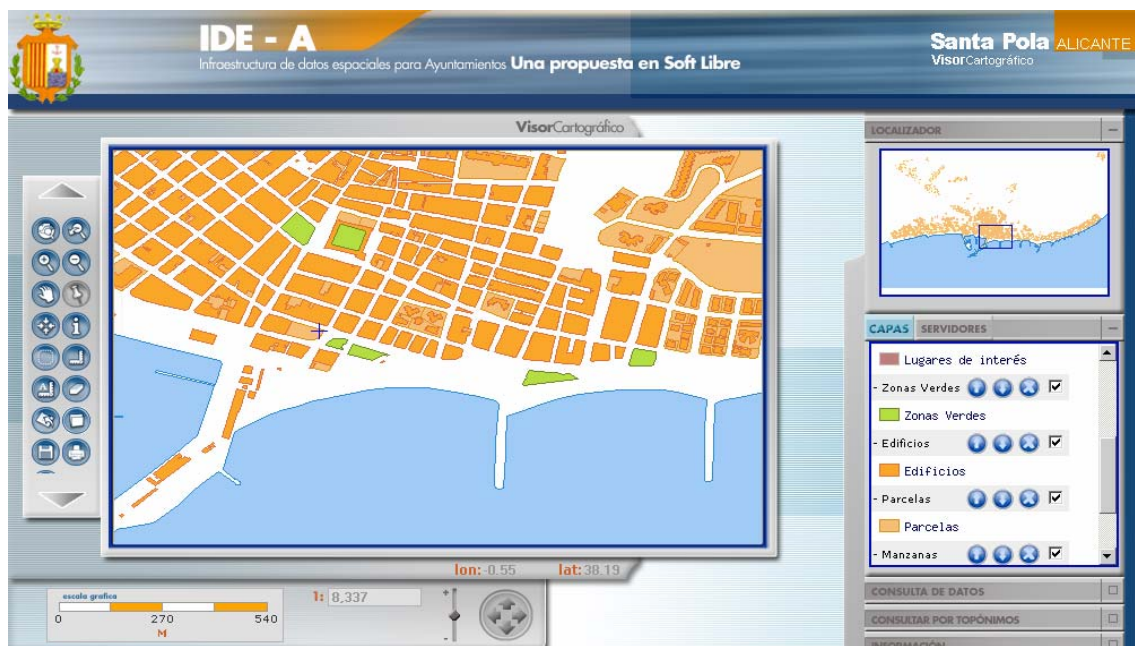 IDE - A
Infraestructura de datos espaciales para Ayuntamientos Una propuesta en Soft Libre
Santa Pola ALICANTE
VisorCartográfico
VisorCartográfico
LOCALIZADOR
CAPAS SERVIDORES
Lugares de interés
- Zonas Verdes
Zonas Verdes
- Edificios
Edificios
- Parcelas
Parcelas
- Manzanas
lon: -0.55 lat: 38.19
escala grafica
0 270 540
M
1: 8,337
+
-
CONSULTA DE DATOS
CONSULTAR POR TOPÓNIMOS
INFORMACIÓN